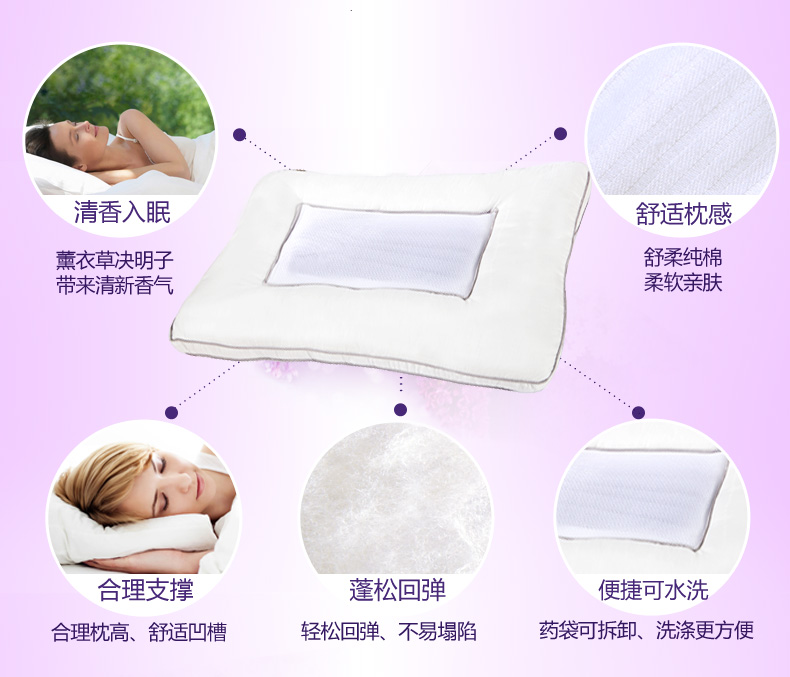 清香入眠
薰衣草决明子
带来清新香气
舒适枕感
舒柔纯棉
柔软亲肤
合理支撑
合理枕高、舒适凹槽
蓬松回弹
轻松回弹、不易塌陷
便捷可水洗
药袋可拆卸、洗涤更方便